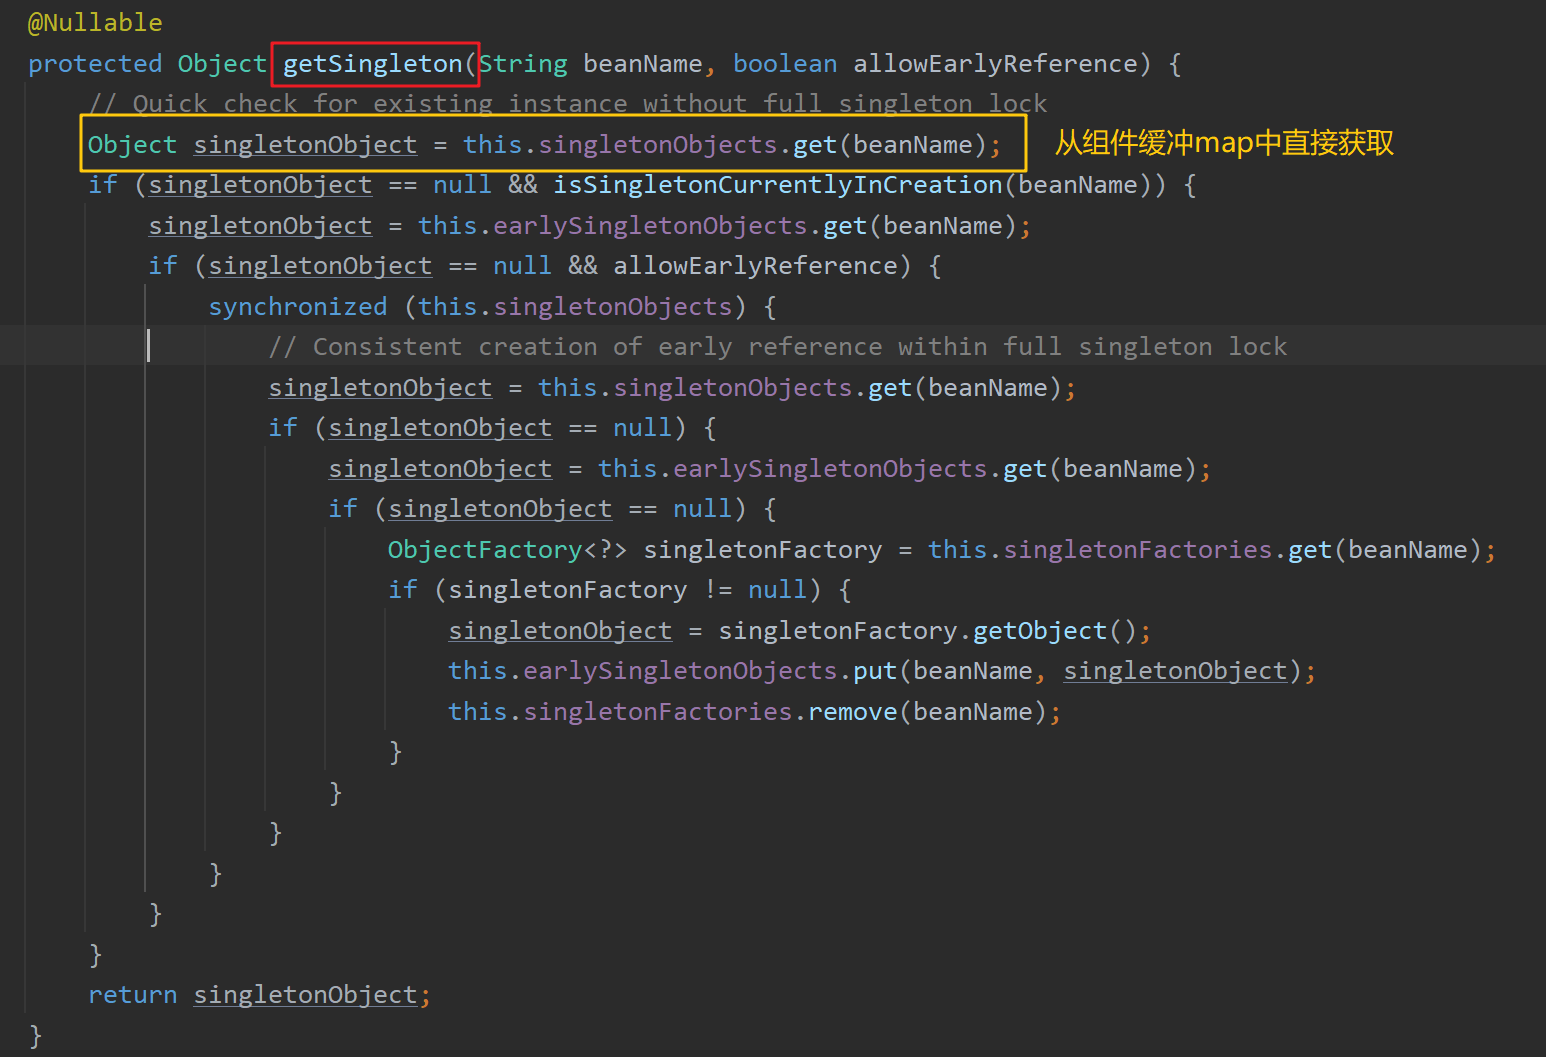 @Nullable
protected Object getSingleton(String beanName, boolean allowEarlyReference) {
// Quick check for existing instance without full singleton lock
Object singletonObject = this.singletonObjects.get(beanName); 从组件缓冲map中直接获取
if (singletonObject == null && isSingletonCurrentlyInCreation(beanName)) {
singletonObject = this.earlySingletonObjects.get(beanName);
if (singletonObject == null && allowEarlyReference) {
synchronized (this.singletonObjects) {
// Consistent creation of early reference within full singleton lock
singletonObject = this.singletonObjects.get(beanName);
if (singletonObject == null) {
singletonObject = this.earlySingletonObjects.get(beanName);
if (singletonObject == null) {
ObjectFactory<?> singletonFactory = this.singletonFactories.get(beanName);
if (singletonFactory != null) {
singletonObject = singletonFactory.getObject();
this.earlySingletonObjects.put(beanName, singletonObject);
this.singletonFactories.remove(beanName);
}
}
}
}
}
}
return singletonObject;
}